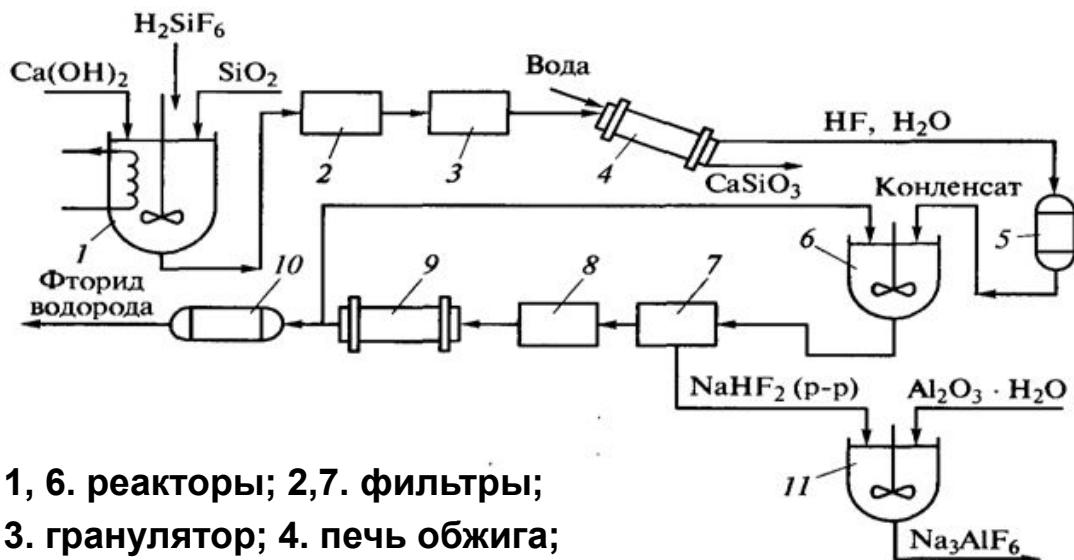 H₂SiF₆
Ca(OH)₂
SiO₂
Вода
HF, H₂O
CaSiO₃
Конденсат
1
2
3
4
5
6
7
8
9
10
Фторид
водорода
NaHF₂ (р-р)
Al₂O₃ · H₂O
11
Na₃AlF₆
1, 6. реакторы; 2,7. фильтры;
3. гранулятор; 4. печь обжига;